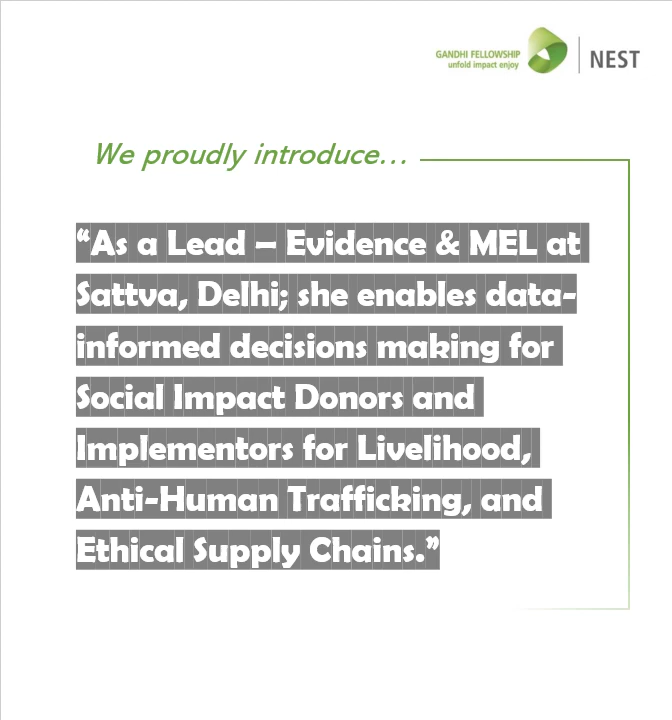 GANDHI FELLOWSHIP
unfold impact enjoy
NEST
We proudly introduce...
“As a Lead – Evidence & MEL at
Sattva, Delhi; she enables data-
informed decisions making for
Social Impact Donors and
Implementors for Livelihood,
Anti-Human Trafficking, and
Ethical Supply Chains.”